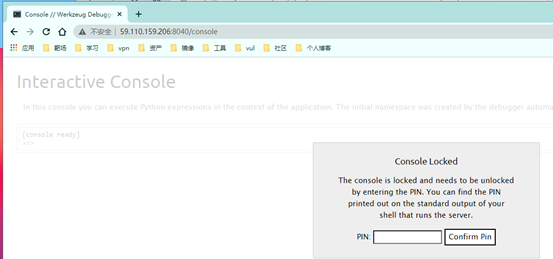 Console // Werkzeug Debugg
不安全 | 59.110.159.206:8040/console
应用 靶场 学习 vpn 资产 镜像 工具 vul 社区 个人博客
Interactive Console
In this console you can execute Python expressions in the context of the application. The initial namespace was created by the debugger automa
[console ready]
>>>
Console Locked
The console is locked and needs to be unlocked
by entering the PIN. You can find the PIN
printed out on the standard output of your
shell that runs the server.
PIN: Confirm Pin